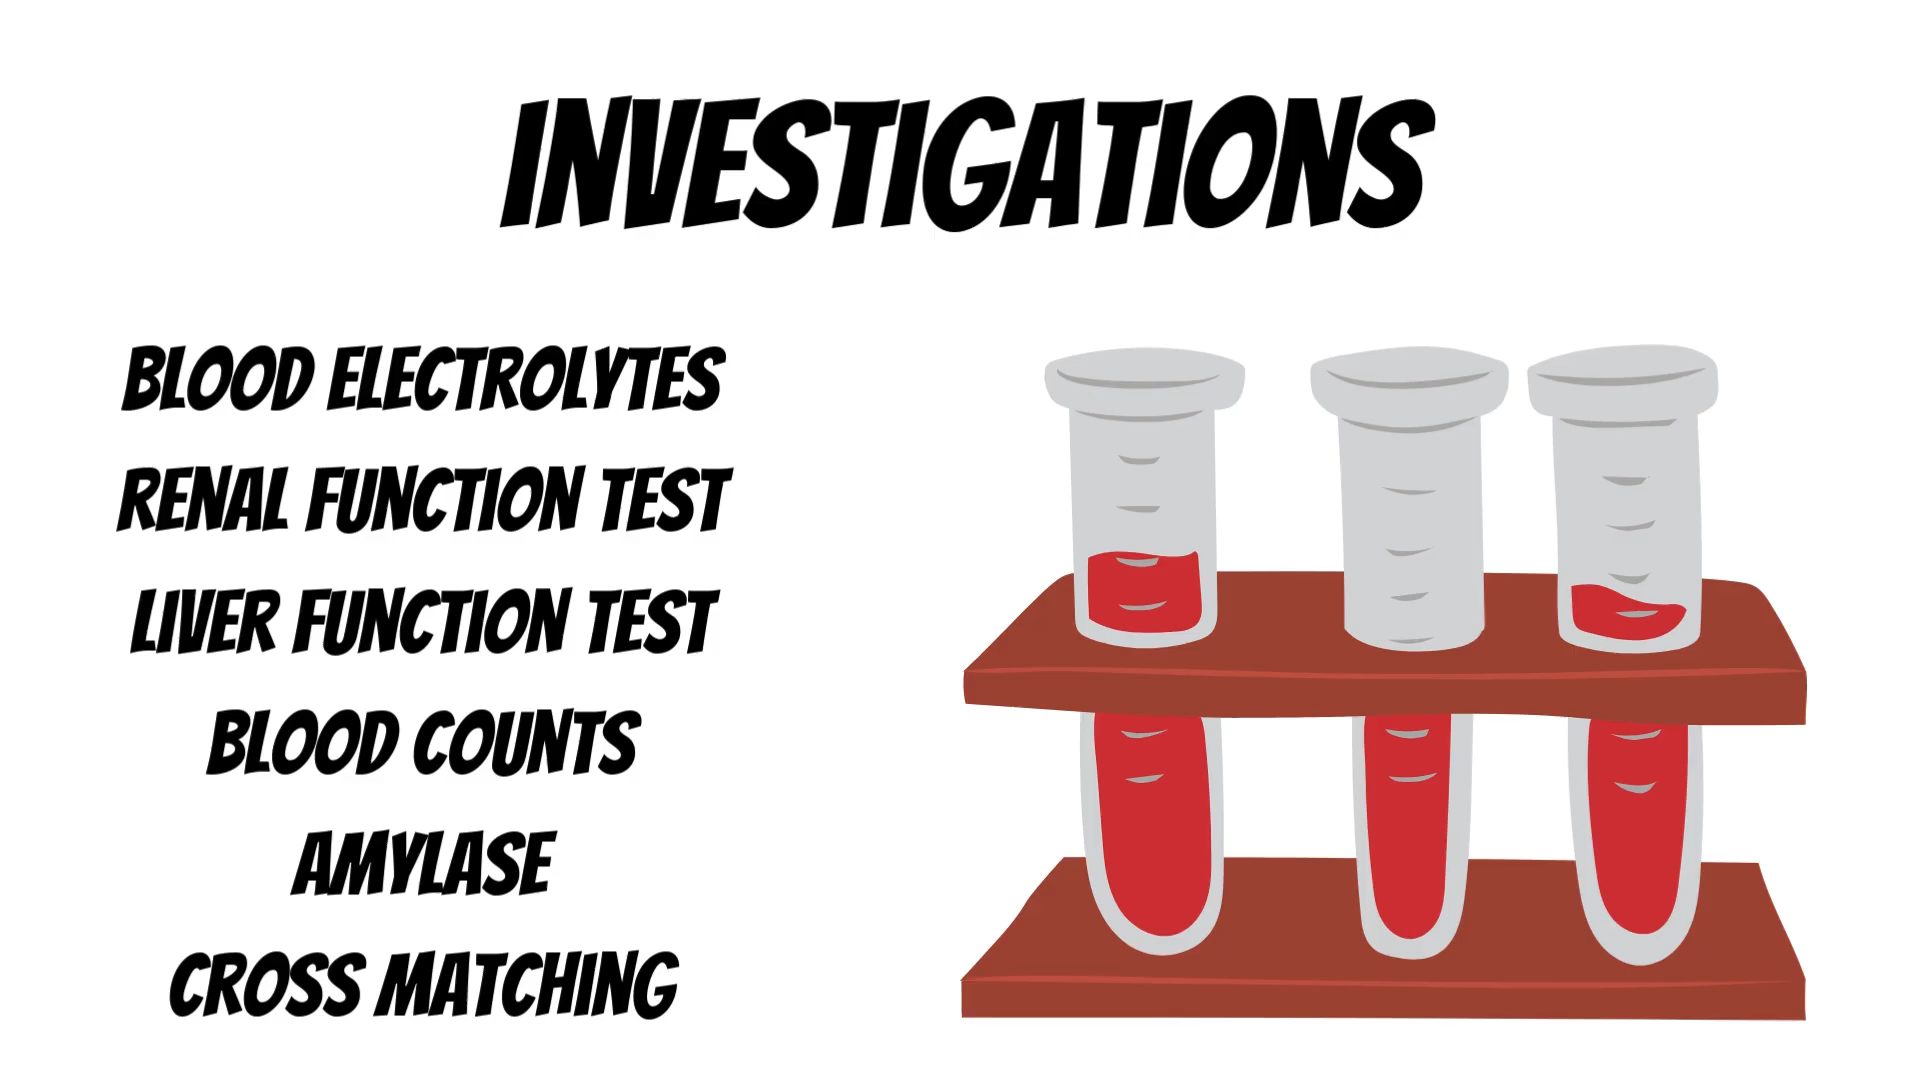 INVESTIGATIONS
BLOOD ELECTROLYTES
RENAL FUNCTION TEST
LIVER FUNCTION TEST
BLOOD COUNTS
AMYLASE
CROSS MATCHING